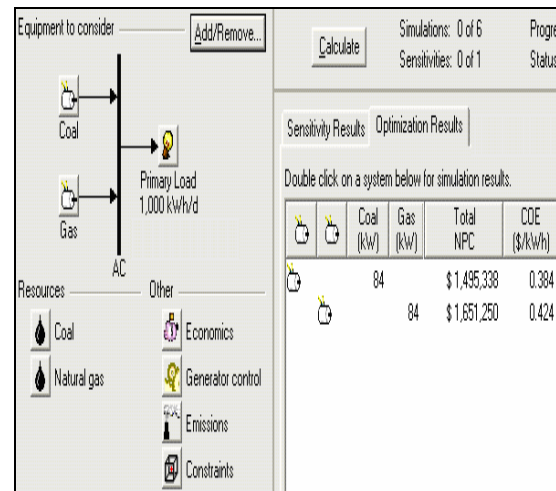 Equipment to consider
Add/Remove...
Coal
Gas
Primary Load
1,000 kWh/d
AC
Resources
Other
Coal
Natural gas
Economics
Generator control
Emissions
Constraints
Calculate
Simulations: 0 of 6
Sensitivities: 0 of 1
Progre
Status
Sensitivity Results
Optimization Results
Double click on a system below for simulation results.
Coal (kW) Gas (kW) Total NPC COE ($/kWh)
84 $ 1,495,338 0.384
84 $ 1,651,250 0.424